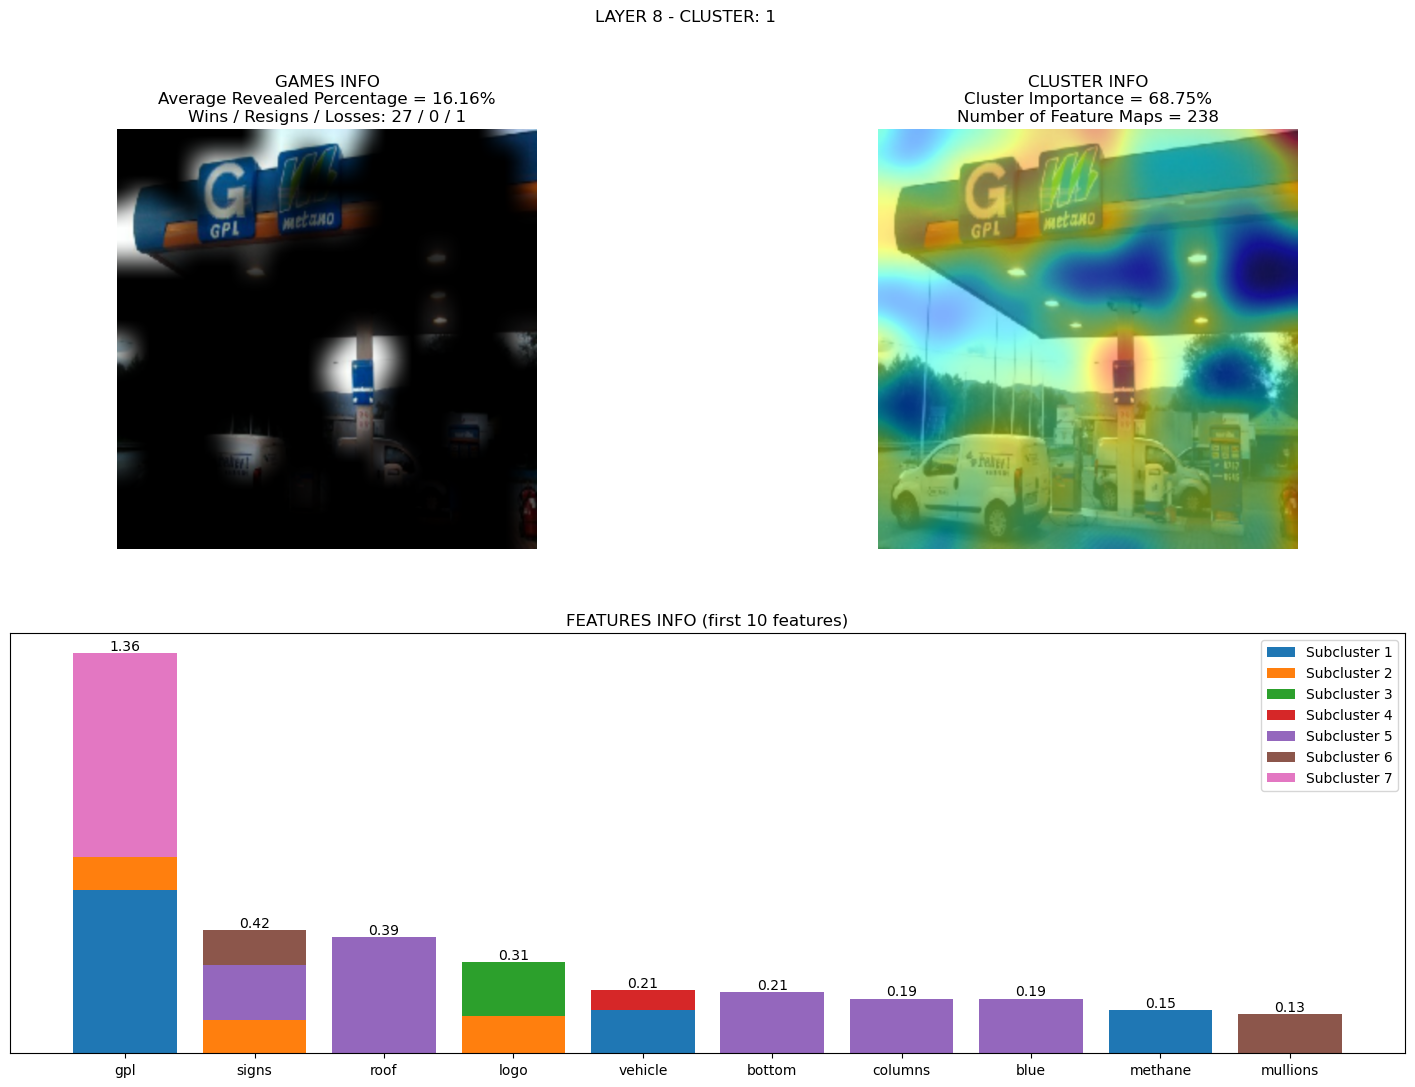 LAYER 8 - CLUSTER: 1
GAMES INFO
Average Revealed Percentage = 16.16%
Wins / Resigns / Losses: 27 / 0 / 1
G
GPL
metano
CLUSTER INFO
Cluster Importance = 68.75%
Number of Feature Maps = 238
G
GPL
metano
FEATURES INFO (first 10 features)
1.36
0.42
0.39
0.31
0.21
0.21
0.19
0.19
0.15
0.13
Subcluster 1
Subcluster 2
Subcluster 3
Subcluster 4
Subcluster 5
Subcluster 6
Subcluster 7
gpl
signs
roof
logo
vehicle
bottom
columns
blue
methane
mullions